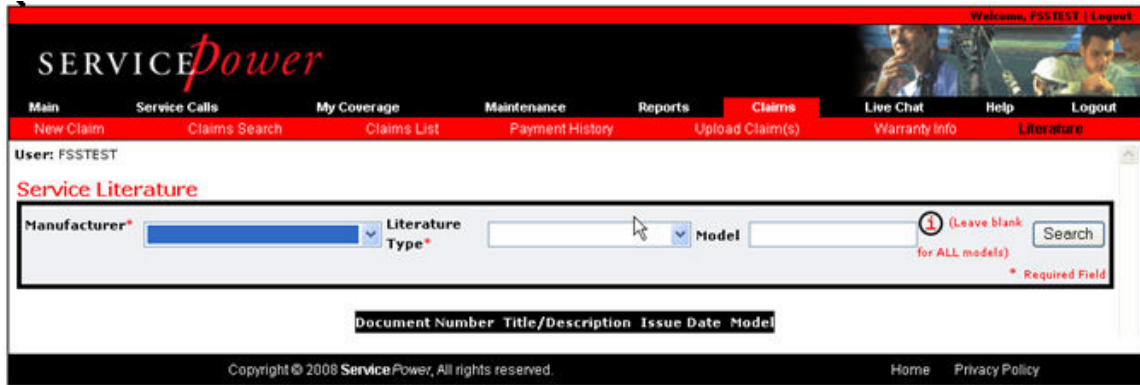 Welcome, FSSTEST | Logout
SERVICEPower
Main Service Calls My Coverage Maintenance Reports Claims Live Chat Help Logout
New Claim Claims Search Claims List Payment History Upload Claim(s) Warranty Info Literature
User: FSSTEST
Service Literature
Manufacturer* Literature Type* Model i (Leave blank for ALL models) Search
* Required Field
Document Number Title/Description Issue Date Model
Copyright © 2008 ServicePower, All rights reserved. Home Privacy Policy